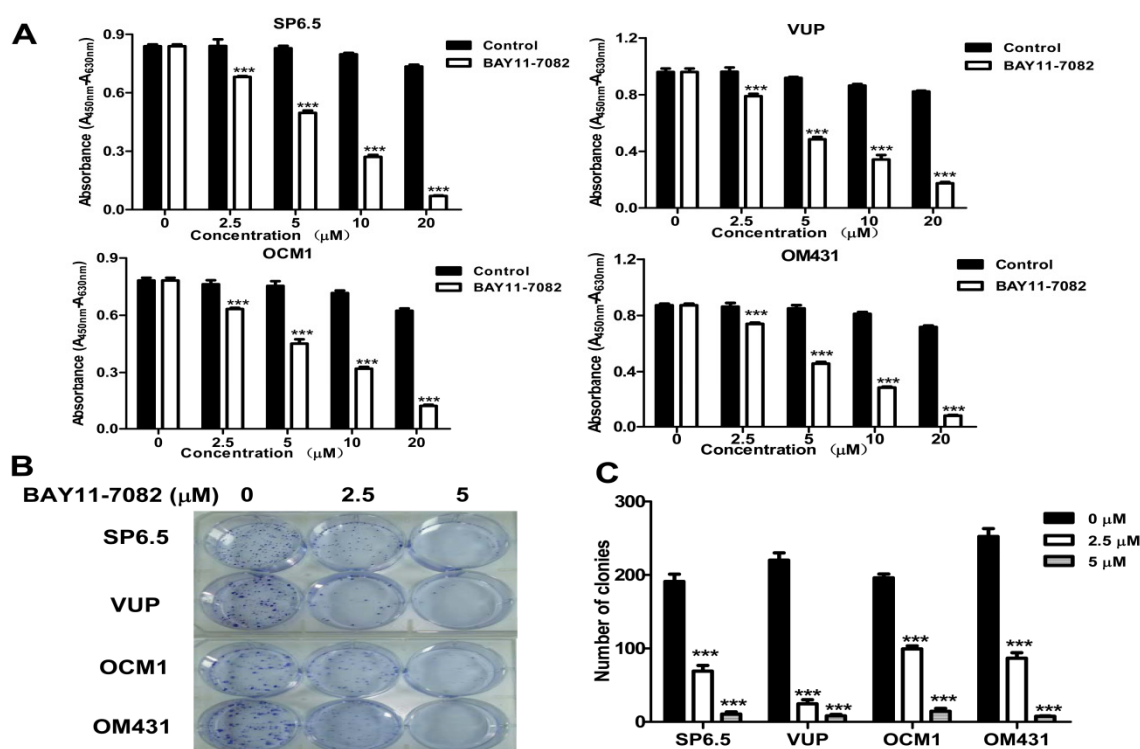 A
SP6.5
Absorbance (A450nm-A630nm)
0.9
0.6
0.3
0.0
*** *** *** ***
0 2.5 5 10 20
Concentration (μM)
Control
BAY11-7082
VUP
Absorbance (A450nm-A630nm)
1.2
0.8
0.4
0.0
*** *** *** ***
0 2.5 5 10 20
Concentration (μM)
Control
BAY11-7082
OCM1
Absorbance (A450nm-A630nm)
0.9
0.6
0.3
0.0
*** *** *** ***
0 2.5 5 10 20
Concentration (μM)
Control
BAY11-7082
OM431
Absorbance (A450nm-A630nm)
1.2
0.8
0.4
0.0
*** *** *** ***
0 2.5 5 10 20
Concentration (μM)
Control
BAY11-7082
B
BAY11-7082 (μM) 0 2.5 5
SP6.5
VUP
OCM1
OM431
C
Number of clonies
300
200
100
0
*** *** *** *** *** *** *** ***
SP6.5 VUP OCM1 OM431
0 μM
2.5 μM
5 μM